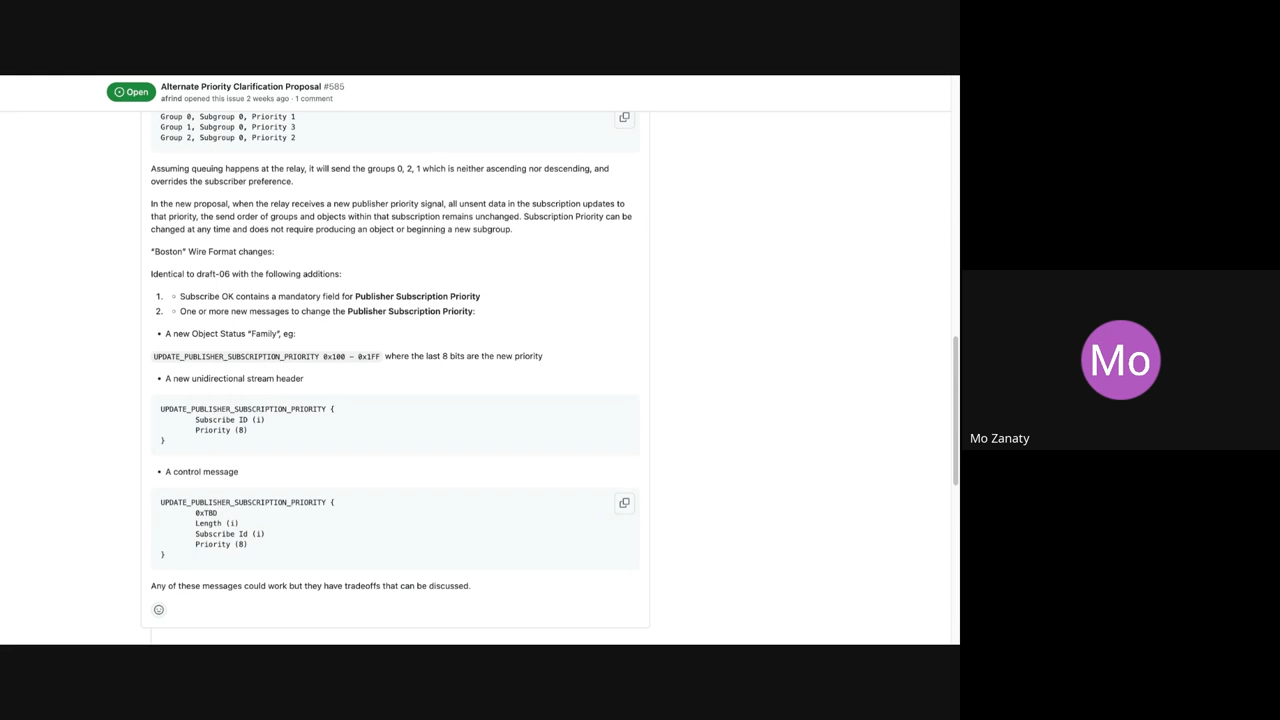 Open
Alternate Priority Clarification Proposal #585
afrind opened this issue 2 weeks ago · 1 comment
Group 0, Subgroup 0, Priority 1
Group 1, Subgroup 0, Priority 3
Group 2, Subgroup 0, Priority 2
Assuming queuing happens at the relay, it will send the groups 0, 2, 1 which is neither ascending nor descending, and
overrides the subscriber preference.
In the new proposal, when the relay receives a new publisher priority signal, all unsent data in the subscription updates to
that priority, the send order of groups and objects within that subscription remains unchanged. Subscription Priority can be
changed at any time and does not require producing an object or beginning a new subgroup.
"Boston" Wire Format changes:
Identical to draft-06 with the following additions:
1. ◦ Subscribe OK contains a mandatory field for Publisher Subscription Priority
2. ◦ One or more new messages to change the Publisher Subscription Priority:
• A new Object Status "Family", eg:
UPDATE_PUBLISHER_SUBSCRIPTION_PRIORITY 0x100 – 0x1FF where the last 8 bits are the new priority
• A new unidirectional stream header
UPDATE_PUBLISHER_SUBSCRIPTION_PRIORITY {
Subscribe ID (i)
Priority (8)
}
• A control message
UPDATE_PUBLISHER_SUBSCRIPTION_PRIORITY {
0xTBD
Length (i)
Subscribe Id (i)
Priority (8)
}
Any of these messages could work but they have tradeoffs that can be discussed.
Mo
Mo Zanaty